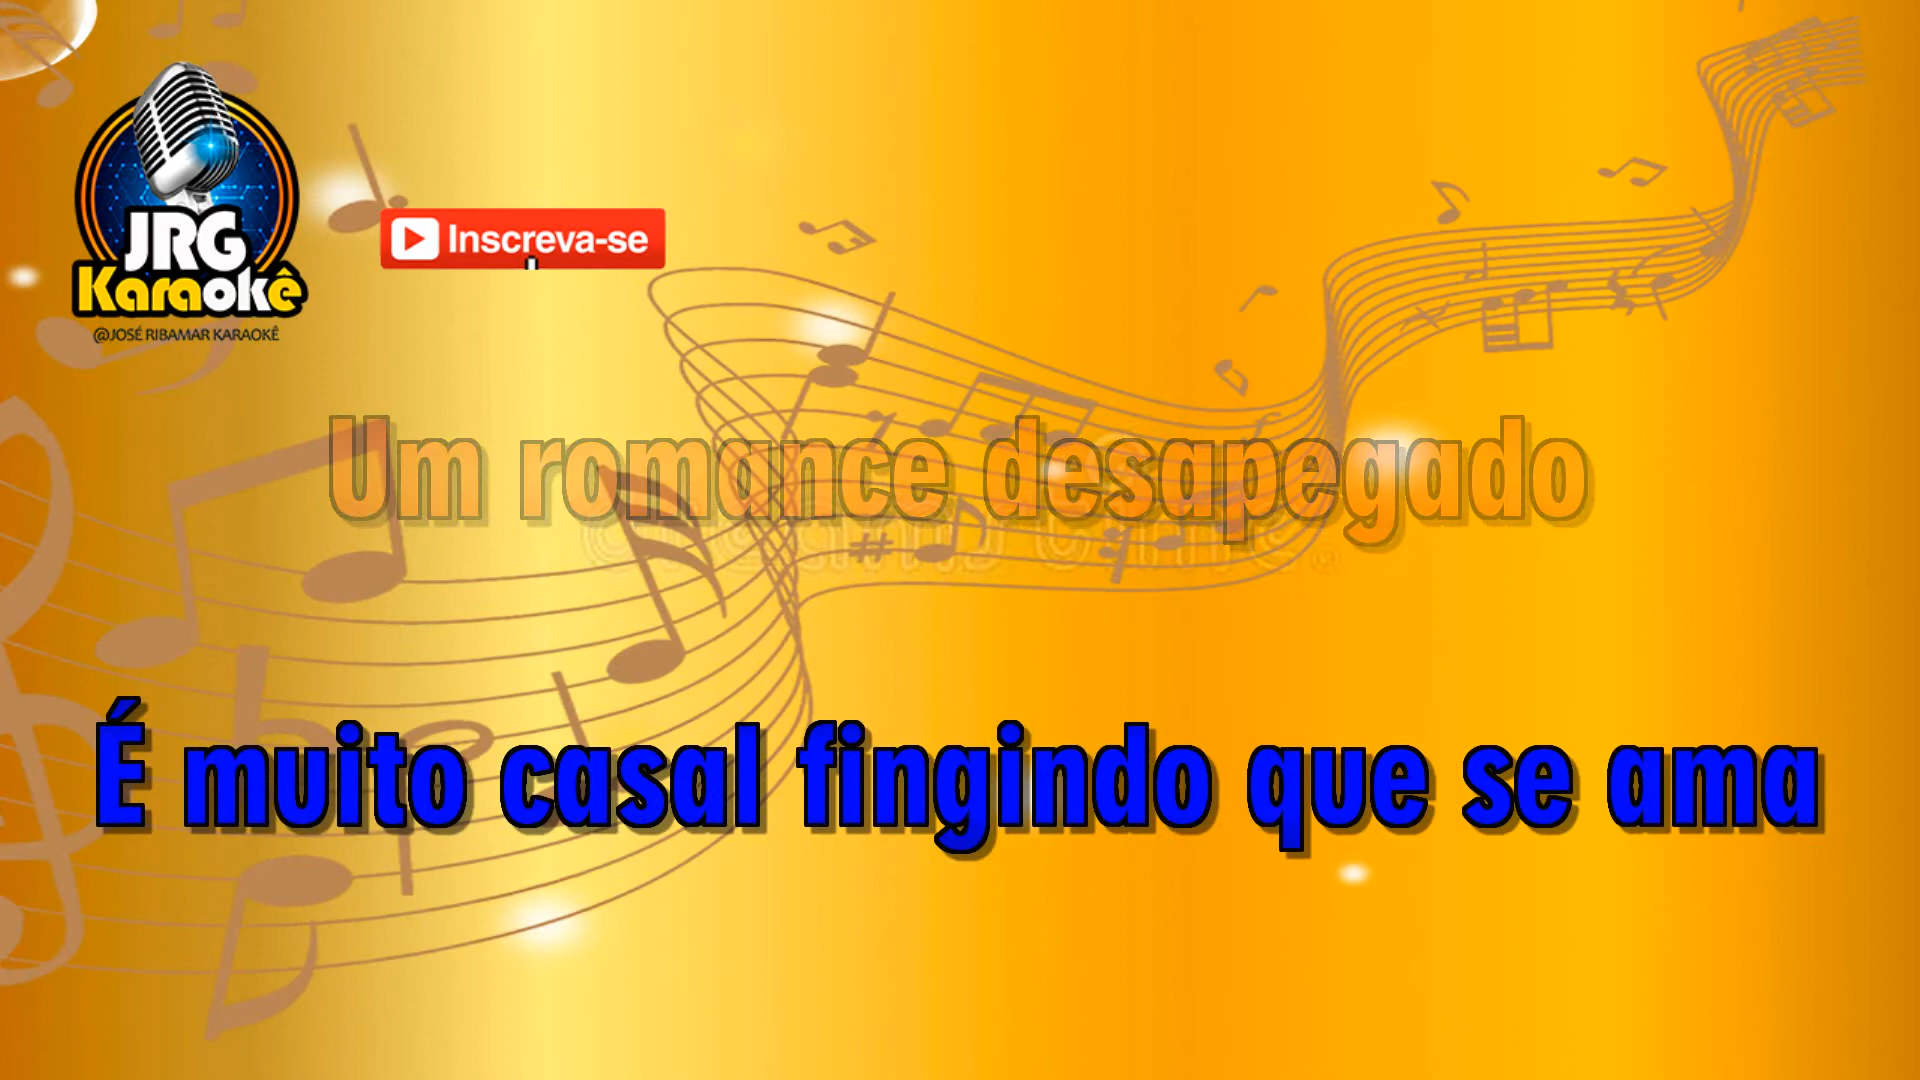 JRG
Karaokê
@JOSÉ RIBAMAR KARAOKÊ
Inscreva-se
Um romance desapegado
É muito casal fingindo que se ama